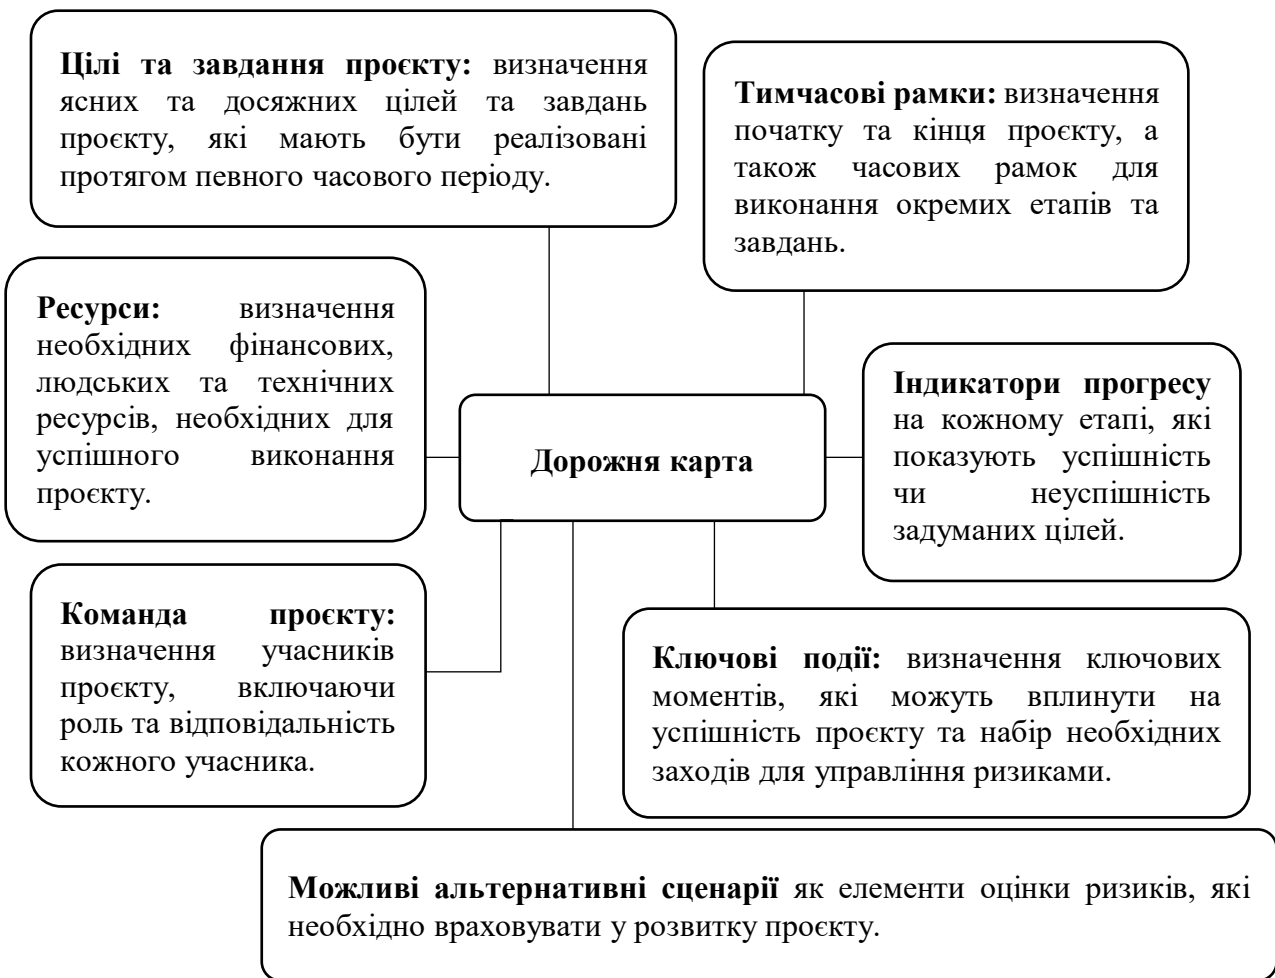 Цілі та завдання проєкту: визначення
ясних та досяжних цілей та завдань
проєкту, які мають бути реалізовані
протягом певного часового періоду.
Тимчасові рамки: визначення
початку та кінця проєкту, а
також часових рамок для
виконання окремих етапів та
завдань.
Ресурси: визначення
необхідних фінансових,
людських та технічних
ресурсів, необхідних для
успішного виконання
проєкту.
Дорожня карта
Індикатори прогресу
на кожному етапі, які
показують успішність
чи неуспішність
задуманих цілей.
Команда проєкту:
визначення учасників
проєкту, включаючи
роль та відповідальність
кожного учасника.
Ключові події: визначення ключових
моментів, які можуть вплинути на
успішність проєкту та набір необхідних
заходів для управління ризиками.
Можливі альтернативні сценарії як елементи оцінки ризиків, які
необхідно враховувати у розвитку проєкту.